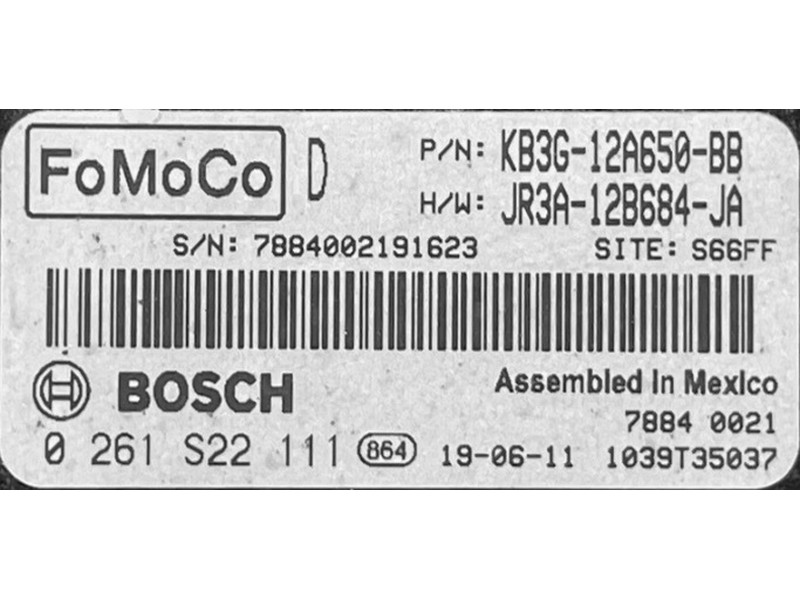 FoMoCo D P/N: KB3G-12A650-BB
H/W: JR3A-12B684-JA
S/N: 7884002191623 SITE: S66FF
BOSCH Assembled In Mexico
7884 0021
0 261 S22 111 864 19-06-11 1039T35037